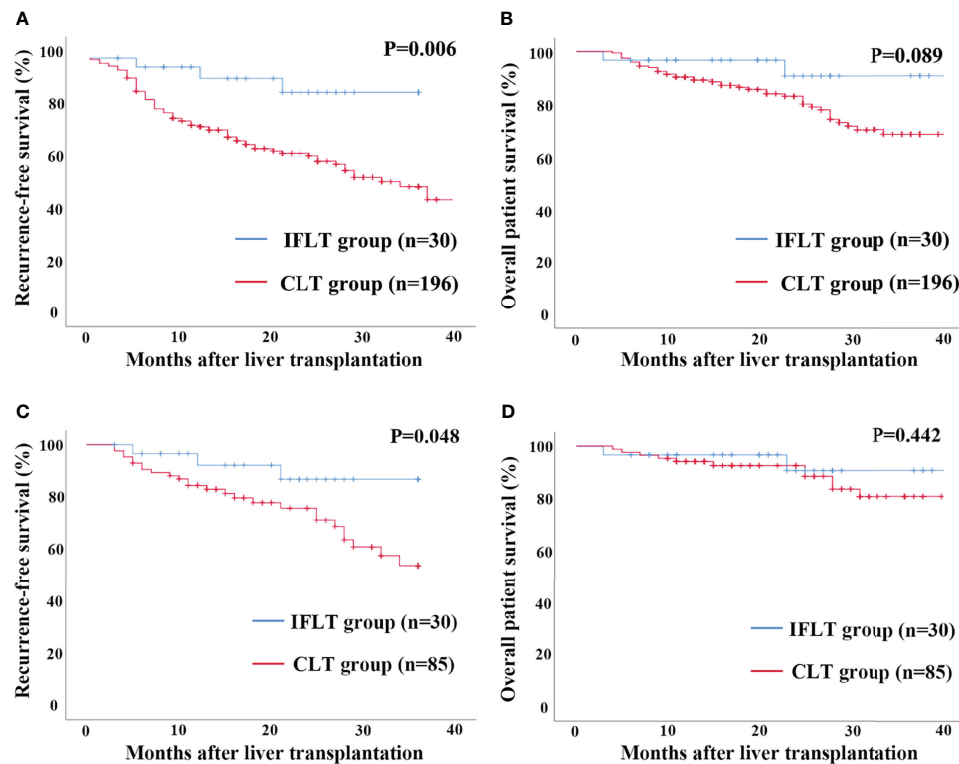 A
P=0.006
Recurrence-free survival (%)
100
80
60
40
20
0
IFLT group (n=30)
CLT group (n=196)
0 10 20 30 40
Months after liver transplantation
B
P=0.089
Overall patient survival (%)
100
80
60
40
20
0
IFLT group (n=30)
CLT group (n=196)
0 10 20 30 40
Months after liver transplantation
C
P=0.048
Recurrence-free survival (%)
100
80
60
40
20
0
IFLT group (n=30)
CLT group (n=85)
0 10 20 30 40
Months after liver transplantation
D
P=0.442
Overall patient survival (%)
100
80
60
40
20
0
IFLT group (n=30)
CLT group (n=85)
0 10 20 30 40
Months after liver transplantation